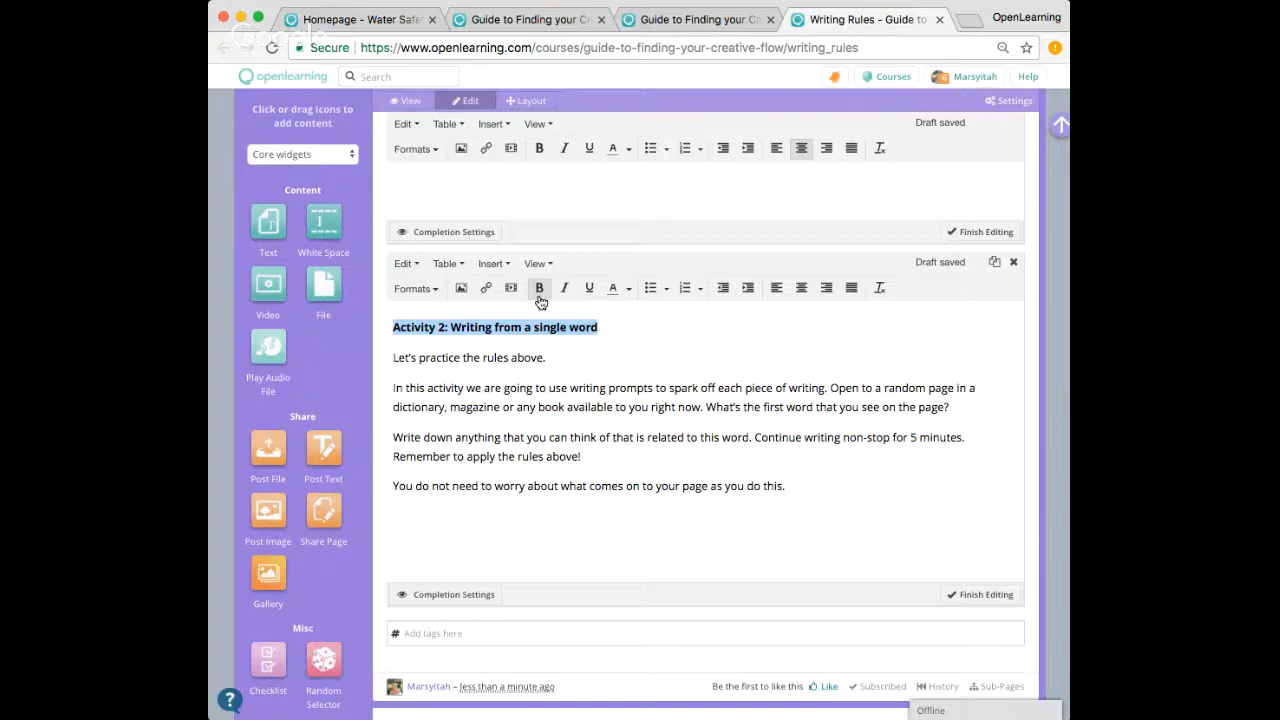 Homepage - Water Safe
Guide to Finding your Cr
Guide to Finding your Cr
Writing Rules - Guide to
OpenLearning
Google
Secure
https://www.openlearning.com/courses/guide-to-finding-your-creative-flow/writing_rules
openlearning
Search
Courses
Marsyitah
Help
Click or drag icons to
add content
View
Edit
Layout
Settings
Core widgets
Content
Text
White Space
Video
File
Play Audio
File
Share
Post File
Post Text
Post Image
Share Page
Gallery
Misc
Checklist
Random
Selector
Edit
Table
Insert
View
Draft saved
Formats
B I U A
Completion Settings
Finish Editing
Edit
Table
Insert
View
Draft saved
Formats
B I U A
Activity 2: Writing from a single word
Let's practice the rules above.
In this activity we are going to use writing prompts to spark off each piece of writing. Open to a random page in a
dictionary, magazine or any book available to you right now. What's the first word that you see on the page?
Write down anything that you can think of that is related to this word. Continue writing non-stop for 5 minutes.
Remember to apply the rules above!
You do not need to worry about what comes on to your page as you do this.
Completion Settings
Finish Editing
# Add tags here
Marsyitah – less than a minute ago
Be the first to like this
Like
Subscribed
History
Sub-Pages
?
Offline